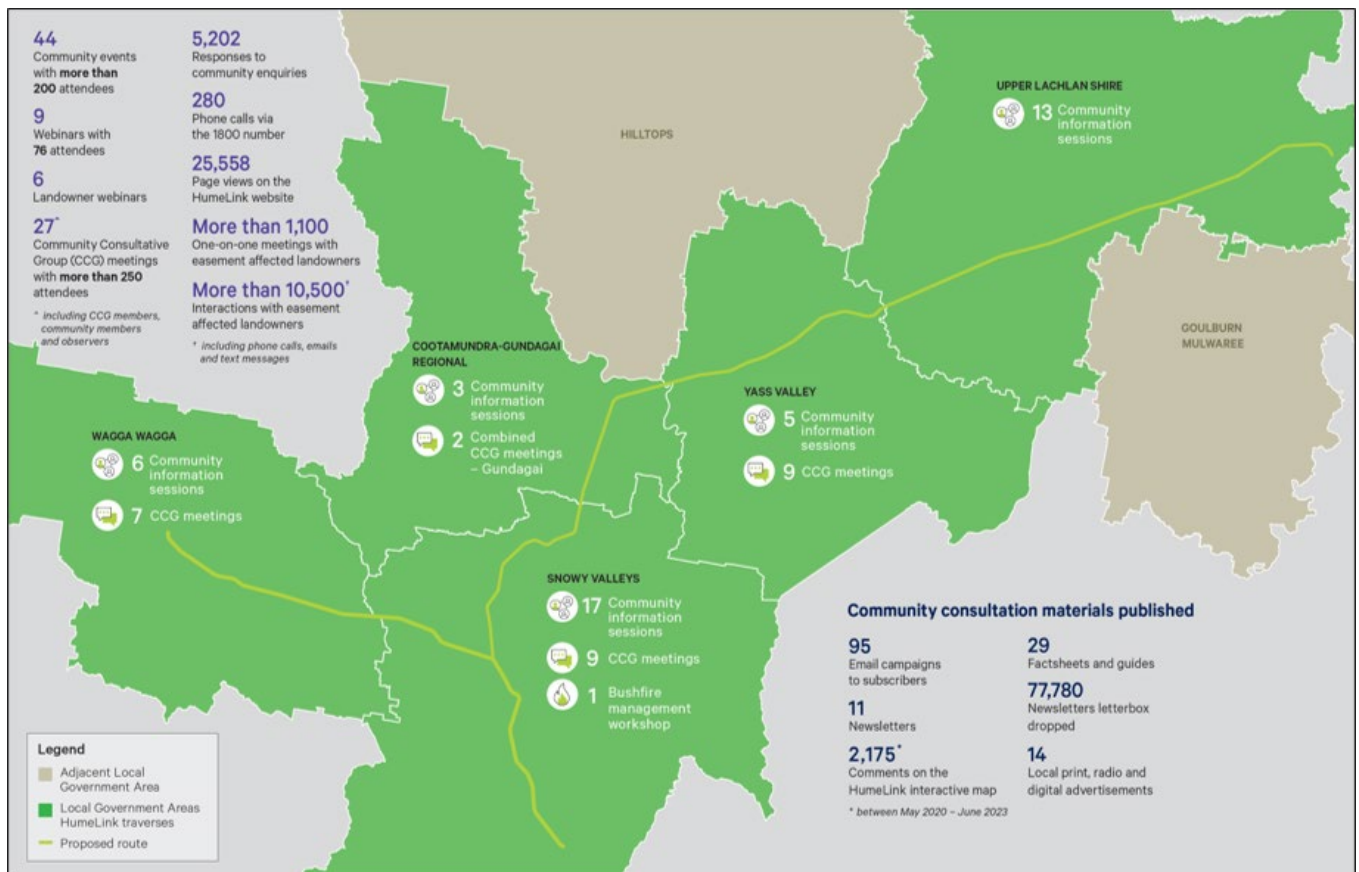 44
Community events
with more than
200 attendees
9
Webinars with
76 attendees
6
Landowner webinars
27^
Community Consultative
Group (CCG) meetings
with more than 250
attendees
^ including CCG members,
community members
and observers
5,202
Responses to
community enquiries
280
Phone calls via
the 1800 number
25,558
Page views on the
HumeLink website
More than 1,100
One-on-one meetings with
easement affected landowners
More than 10,500*
Interactions with easement
affected landowners
* including phone calls, emails
and text messages
HILLTOPS
UPPER LACHLAN SHIRE
13 Community
information
sessions
GOULBURN
MULWAREE
COOTAMUNDRA-GUNDAGAI
REGIONAL
3 Community
information
sessions
2 Combined
CCG meetings
– Gundagai
YASS VALLEY
5 Community
information
sessions
9 CCG meetings
WAGGA WAGGA
6 Community
information
sessions
7 CCG meetings
SNOWY VALLEYS
17 Community
information
sessions
9 CCG meetings
1 Bushfire
management
workshop
Community consultation materials published
95
Email campaigns
to subscribers
11
Newsletters
2,175*
Comments on the
HumeLink interactive map
* between May 2020 – June 2023
29
Factsheets and guides
77,780
Newsletters letterbox
dropped
14
Local print, radio and
digital advertisements
Legend
Adjacent Local
Government Area
Local Government Areas
HumeLink traverses
Proposed route